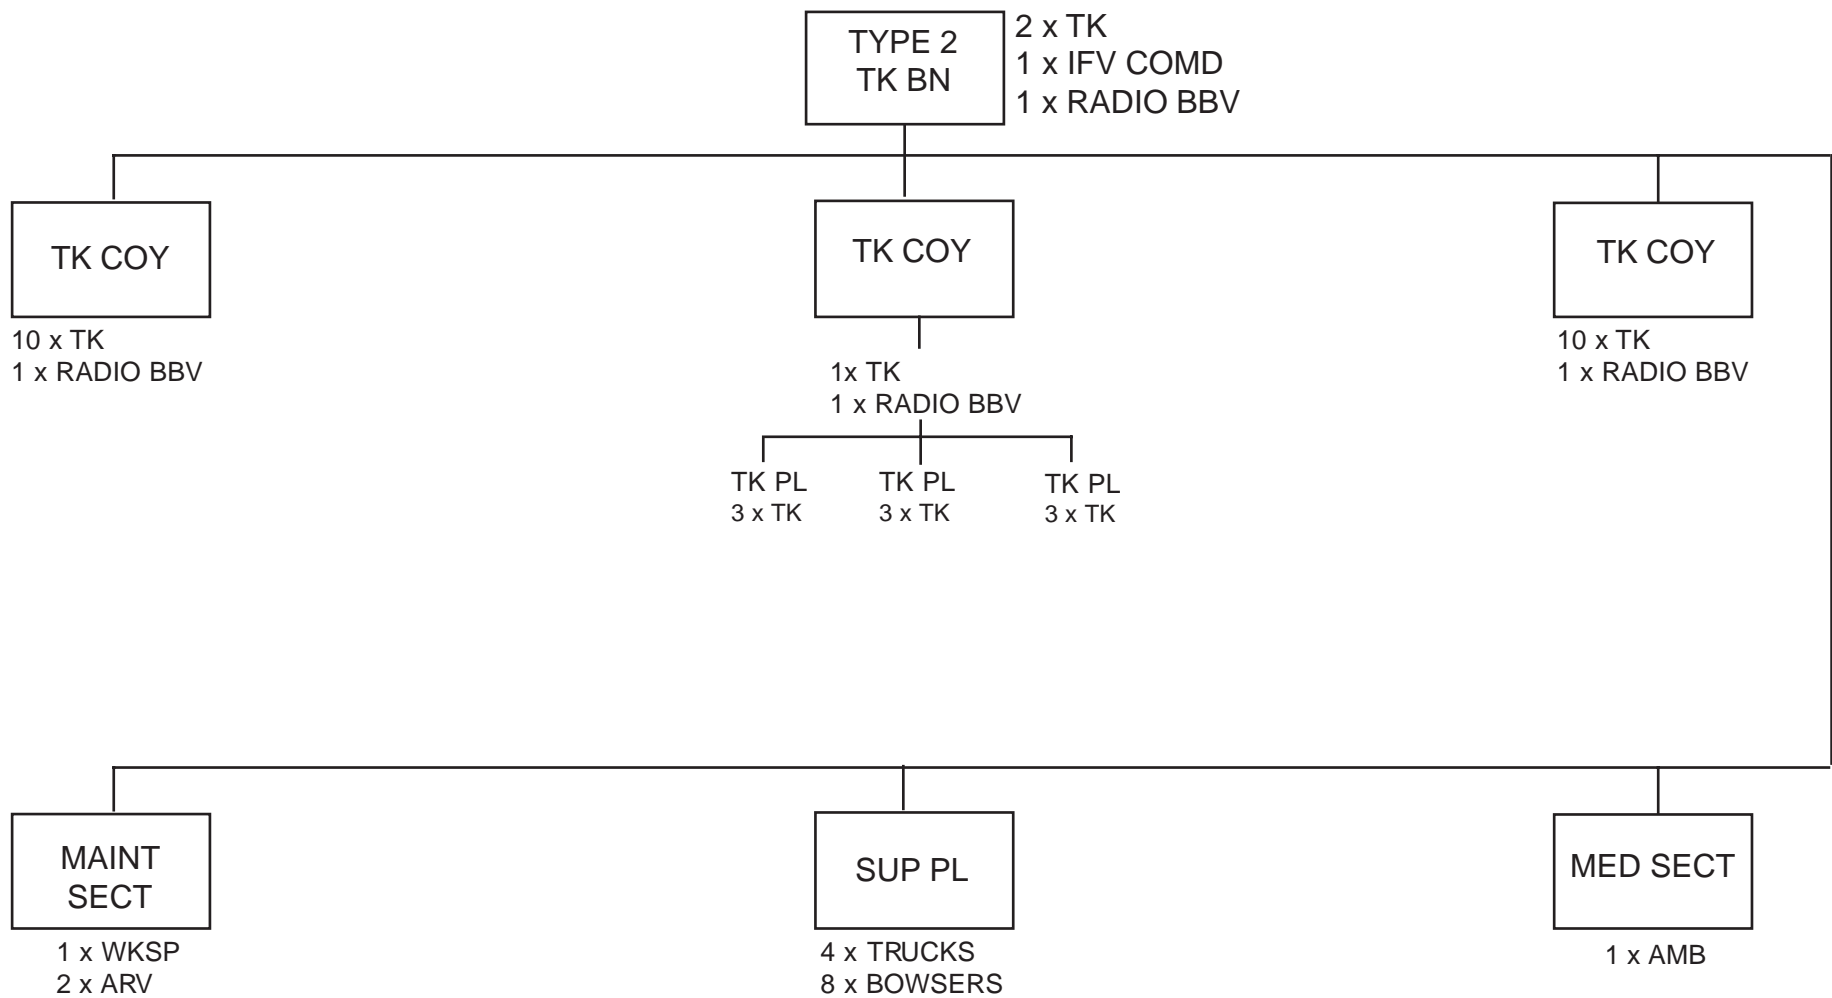 TYPE 2
TK BN
2 x TK
1 x IFV COMD
1 x RADIO BBV
TK COY
10 x TK
1 x RADIO BBV
TK COY
1x TK
1 x RADIO BBV
TK PL
3 x TK
TK PL
3 x TK
TK PL
3 x TK
TK COY
10 x TK
1 x RADIO BBV
MAINT
SECT
1 x WKSP
2 x ARV
SUP PL
4 x TRUCKS
8 x BOWSERS
MED SECT
1 x AMB